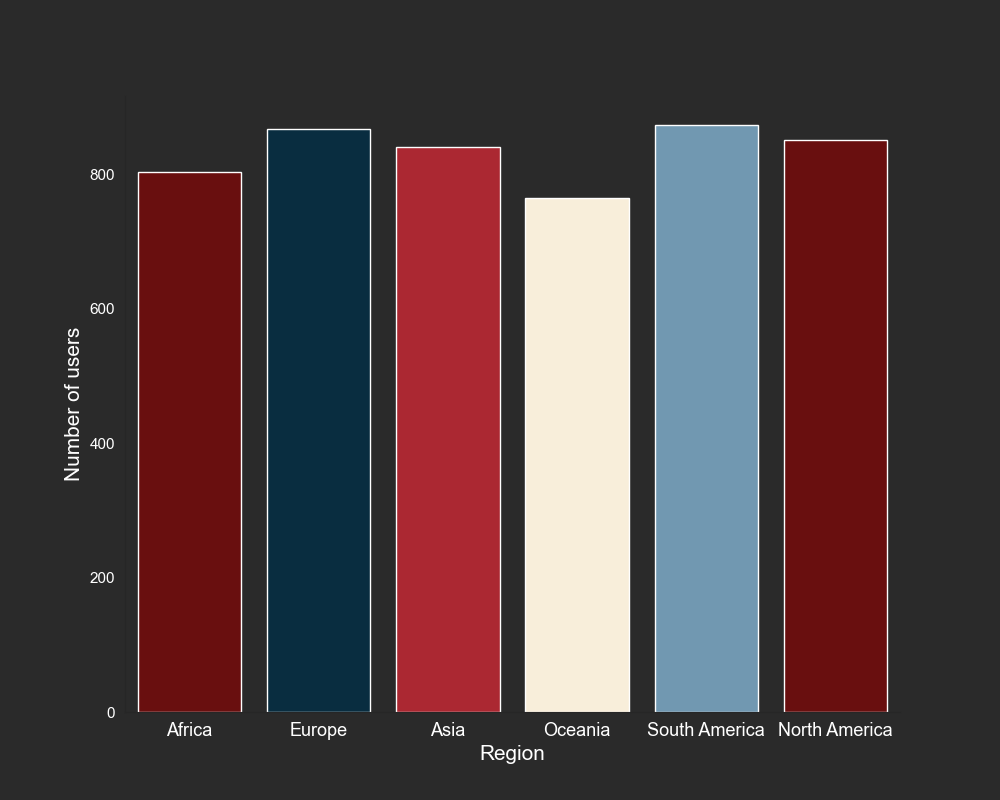 800
600
400
200
0
Number of users
Africa
Europe
Asia
Oceania
South America
North America
Region